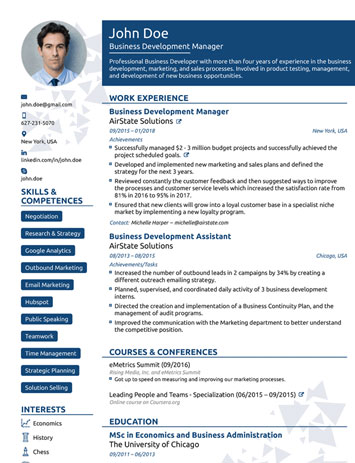 John Doe
Business Development Manager
Professional Business Developer with more than four years of experience in the business
development, marketing, and sales processes. Involved in product testing, management,
and development of new business opportunities.
john.doe@gmail.com
627-231-5070
New York, USA
linkedin.com/in/john.doe
john.doe
SKILLS &
COMPETENCES
Negotiation
Research & Strategy
Google Analytics
Outbound Marketing
Email Marketing
Hubspot
Public Speaking
Teamwork
Time Management
Strategic Planning
Solution Selling
INTERESTS
Economics
History
Chess
WORK EXPERIENCE
Business Development Manager
AirState Solutions
09/2015 – 01/2018
New York, USA
Achievements
Successfully managed $2 - 3 million budget projects and successfully achieved the
project scheduled goals.
Developed and implemented new marketing and sales plans and defined the
strategy for the next 3 years.
Reviewed constantly the customer feedback and then suggested ways to improve
the processes and customer service levels which increased the satisfaction rate from
81% in 2016 to 95% in 2017.
Ensured that new clients will grow into a loyal customer base in a specialist niche
market by implementing a new loyalty program.
Contact: Michelle Harper – michelle@airstate.com
Business Development Assistant
AirState Solutions
08/2013 – 08/2015
Chicago, USA
Achievements/Tasks
Increased the number of outbound leads in 2 campaigns by 34% by creating a
different outreach emailing strategy.
Planned, supervised, and coordinated daily activity of 3 business development
interns.
Directed the creation and implementation of a Business Continuity Plan, and the
management of audit programs.
Improved the communication with the Marketing department to better understand
the competitive position.
COURSES & CONFERENCES
eMetrics Summit (09/2016)
Rising Media, Inc. and eMetrics Summit
Got up to speed on measuring and improving our marketing processes.
Leading People and Teams - Specialization (06/2015 – 09/2015)
Online course on Coursera.org
EDUCATION
MSc in Economics and Business Administration
The University of Chicago
09/2011 – 06/2013